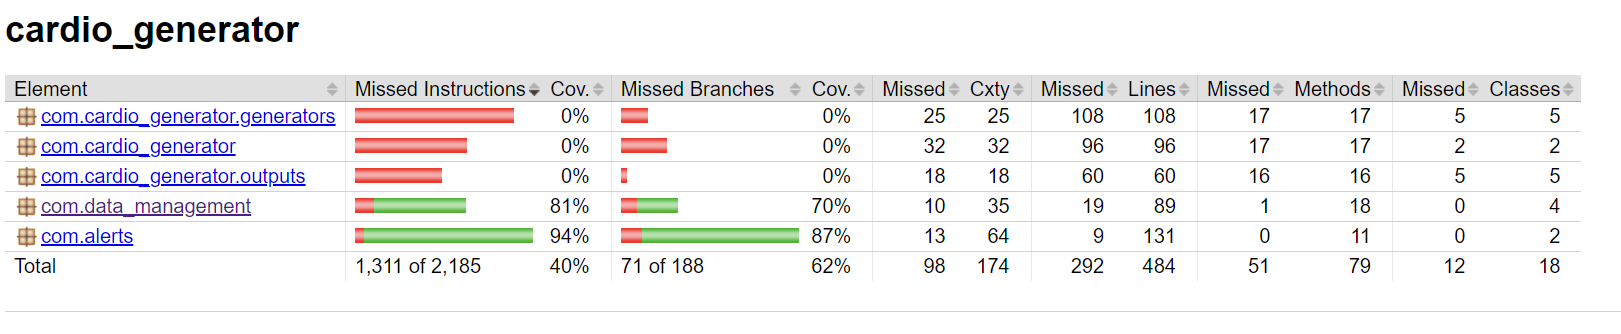 cardio_generator
Element Missed Instructions Cov. Missed Branches Cov. Missed Cxty Missed Lines Missed Methods Missed Classes
com.cardio_generator.generators 0% 0% 25 25 108 108 17 17 5 5
com.cardio_generator 0% 0% 32 32 96 96 17 17 2 2
com.cardio_generator.outputs 0% 0% 18 18 60 60 16 16 5 5
com.data_management 81% 70% 10 35 19 89 1 18 0 4
com.alerts 94% 87% 13 64 9 131 0 11 0 2
Total 1,311 of 2,185 40% 71 of 188 62% 98 174 292 484 51 79 12 18